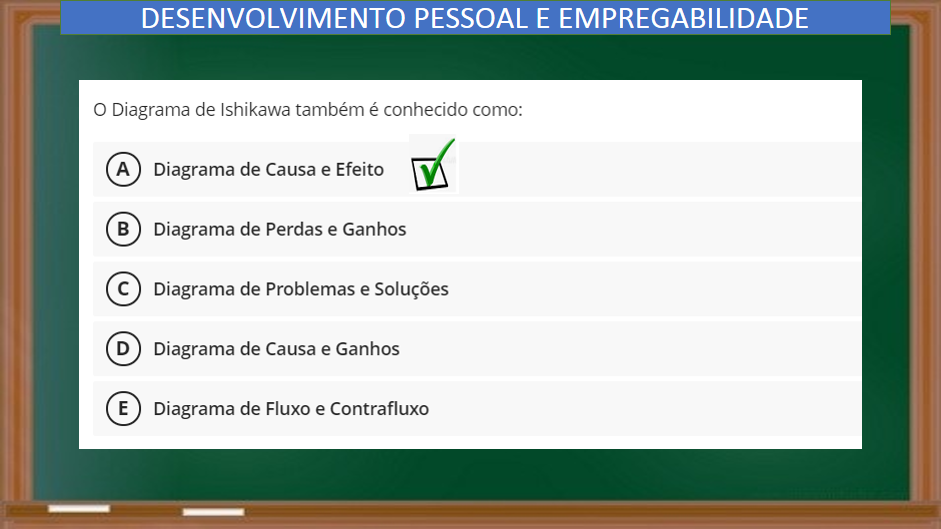 DESENVOLVIMENTO PESSOAL E EMPREGABILIDADE
O Diagrama de Ishikawa também é conhecido como:
A Diagrama de Causa e Efeito
B Diagrama de Perdas e Ganhos
C Diagrama de Problemas e Soluções
D Diagrama de Causa e Ganhos
E Diagrama de Fluxo e Contrafluxo